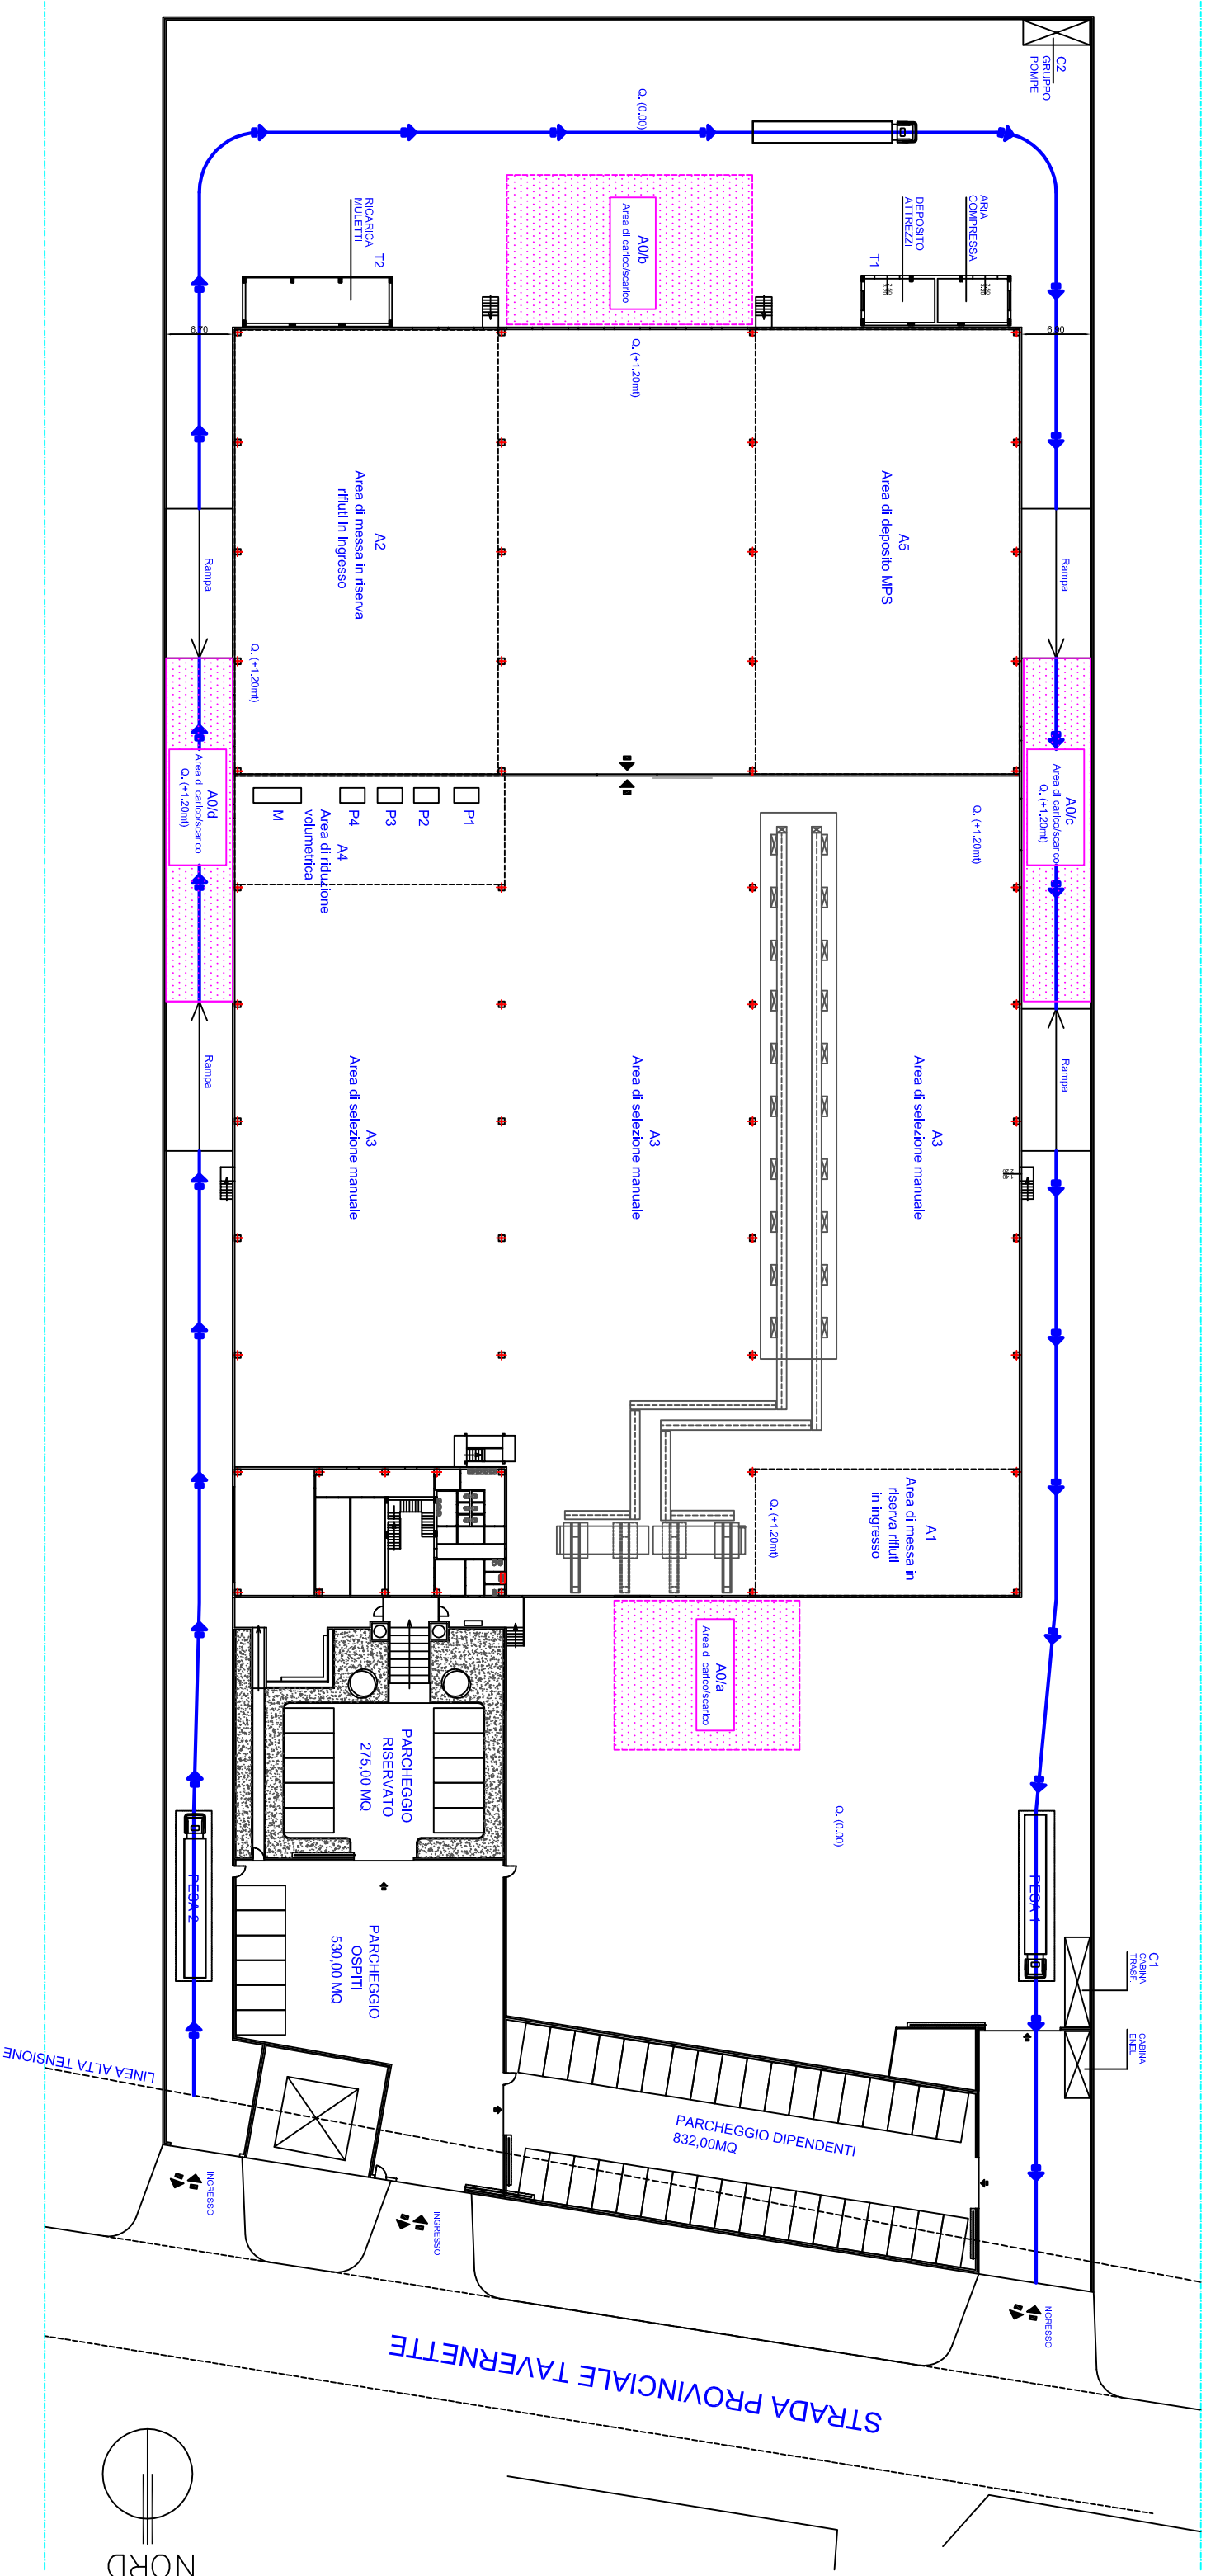 C2
GRUPPO
POMPE
Q. (0.00)
ARIA
COMPRESSA
DEPOSITO
ATTREZZI
T1
RICARICA
MULETTI
T2
A0/b
Area di carico/scarico
6.70
6.90
Q. (+1.20mt)
A2
Area di messa in riserva
rifiuti in ingresso
A5
Area di deposito MPS
Rampa
Rampa
Q. (+1.20mt)
A0/d
Area di carico/scarico
Q. (+1.20mt)
A0/c
Area di carico/scarico
Q. (+1.20mt)
M
P4
P3
P2
P1
A4
Area di riduzione
volumetrica
Q. (+1.20mt)
Rampa
Rampa
A3
Area di selezione manuale
A3
Area di selezione manuale
A3
Area di selezione manuale
A1
Area di messa in
riserva rifiuti
in ingresso
Q. (+1.20mt)
A0/a
Area di carico/scarico
PARCHEGGIO
RISERVATO
275,00 MQ
Q. (0.00)
PESA 2
PESA 1
PARCHEGGIO
OSPITI
530,00 MQ
C1
CABINA
TRASF.
CABINA
ENEL
LINEA ALTA TENSIONE
PARCHEGGIO DIPENDENTI
832,00MQ
INGRESSO
INGRESSO
INGRESSO
STRADA PROVINCIALE TAVERNETTE
NORD